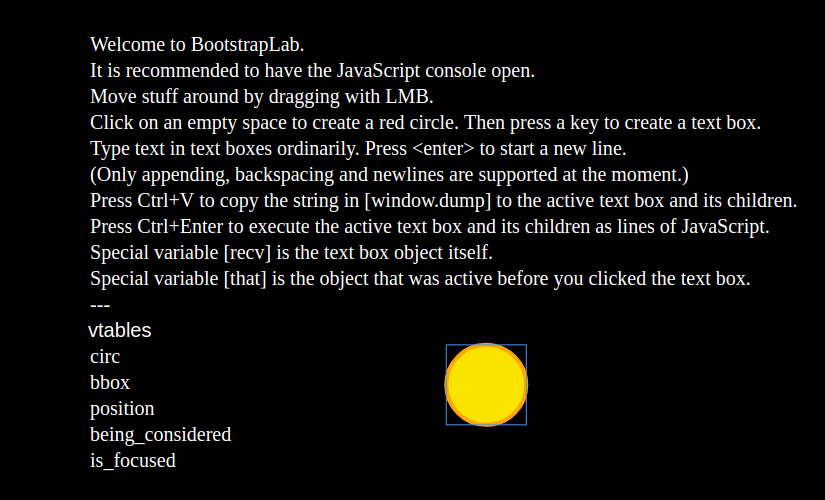 Welcome to BootstrapLab.
It is recommended to have the JavaScript console open.
Move stuff around by dragging with LMB.
Click on an empty space to create a red circle. Then press a key to create a text box.
Type text in text boxes ordinarily. Press <enter> to start a new line.
(Only appending, backspacing and newlines are supported at the moment.)
Press Ctrl+V to copy the string in [window.dump] to the active text box and its children.
Press Ctrl+Enter to execute the active text box and its children as lines of JavaScript.
Special variable [recv] is the text box object itself.
Special variable [that] is the object that was active before you clicked the text box.
---
vtables
circ
bbox
position
being_considered
is_focused